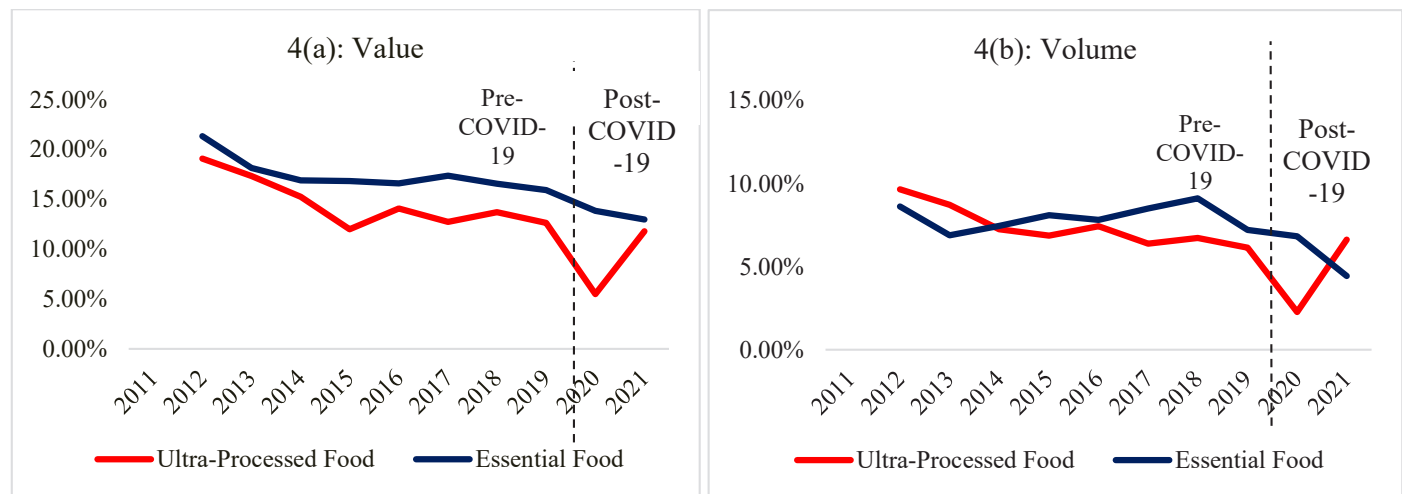 4(a): Value
25.00%
20.00%
15.00%
10.00%
5.00%
0.00%
Pre-
COVID-
19
Post-
COVID
-19
2011
2012
2013
2014
2015
2016
2017
2018
2019
2020
2021
Ultra-Processed Food
Essential Food
4(b): Volume
15.00%
10.00%
5.00%
0.00%
Pre-
COVID-
19
Post-
COVID
-19
2011
2012
2013
2014
2015
2016
2017
2018
2019
2020
2021
Ultra-Processed Food
Essential Food